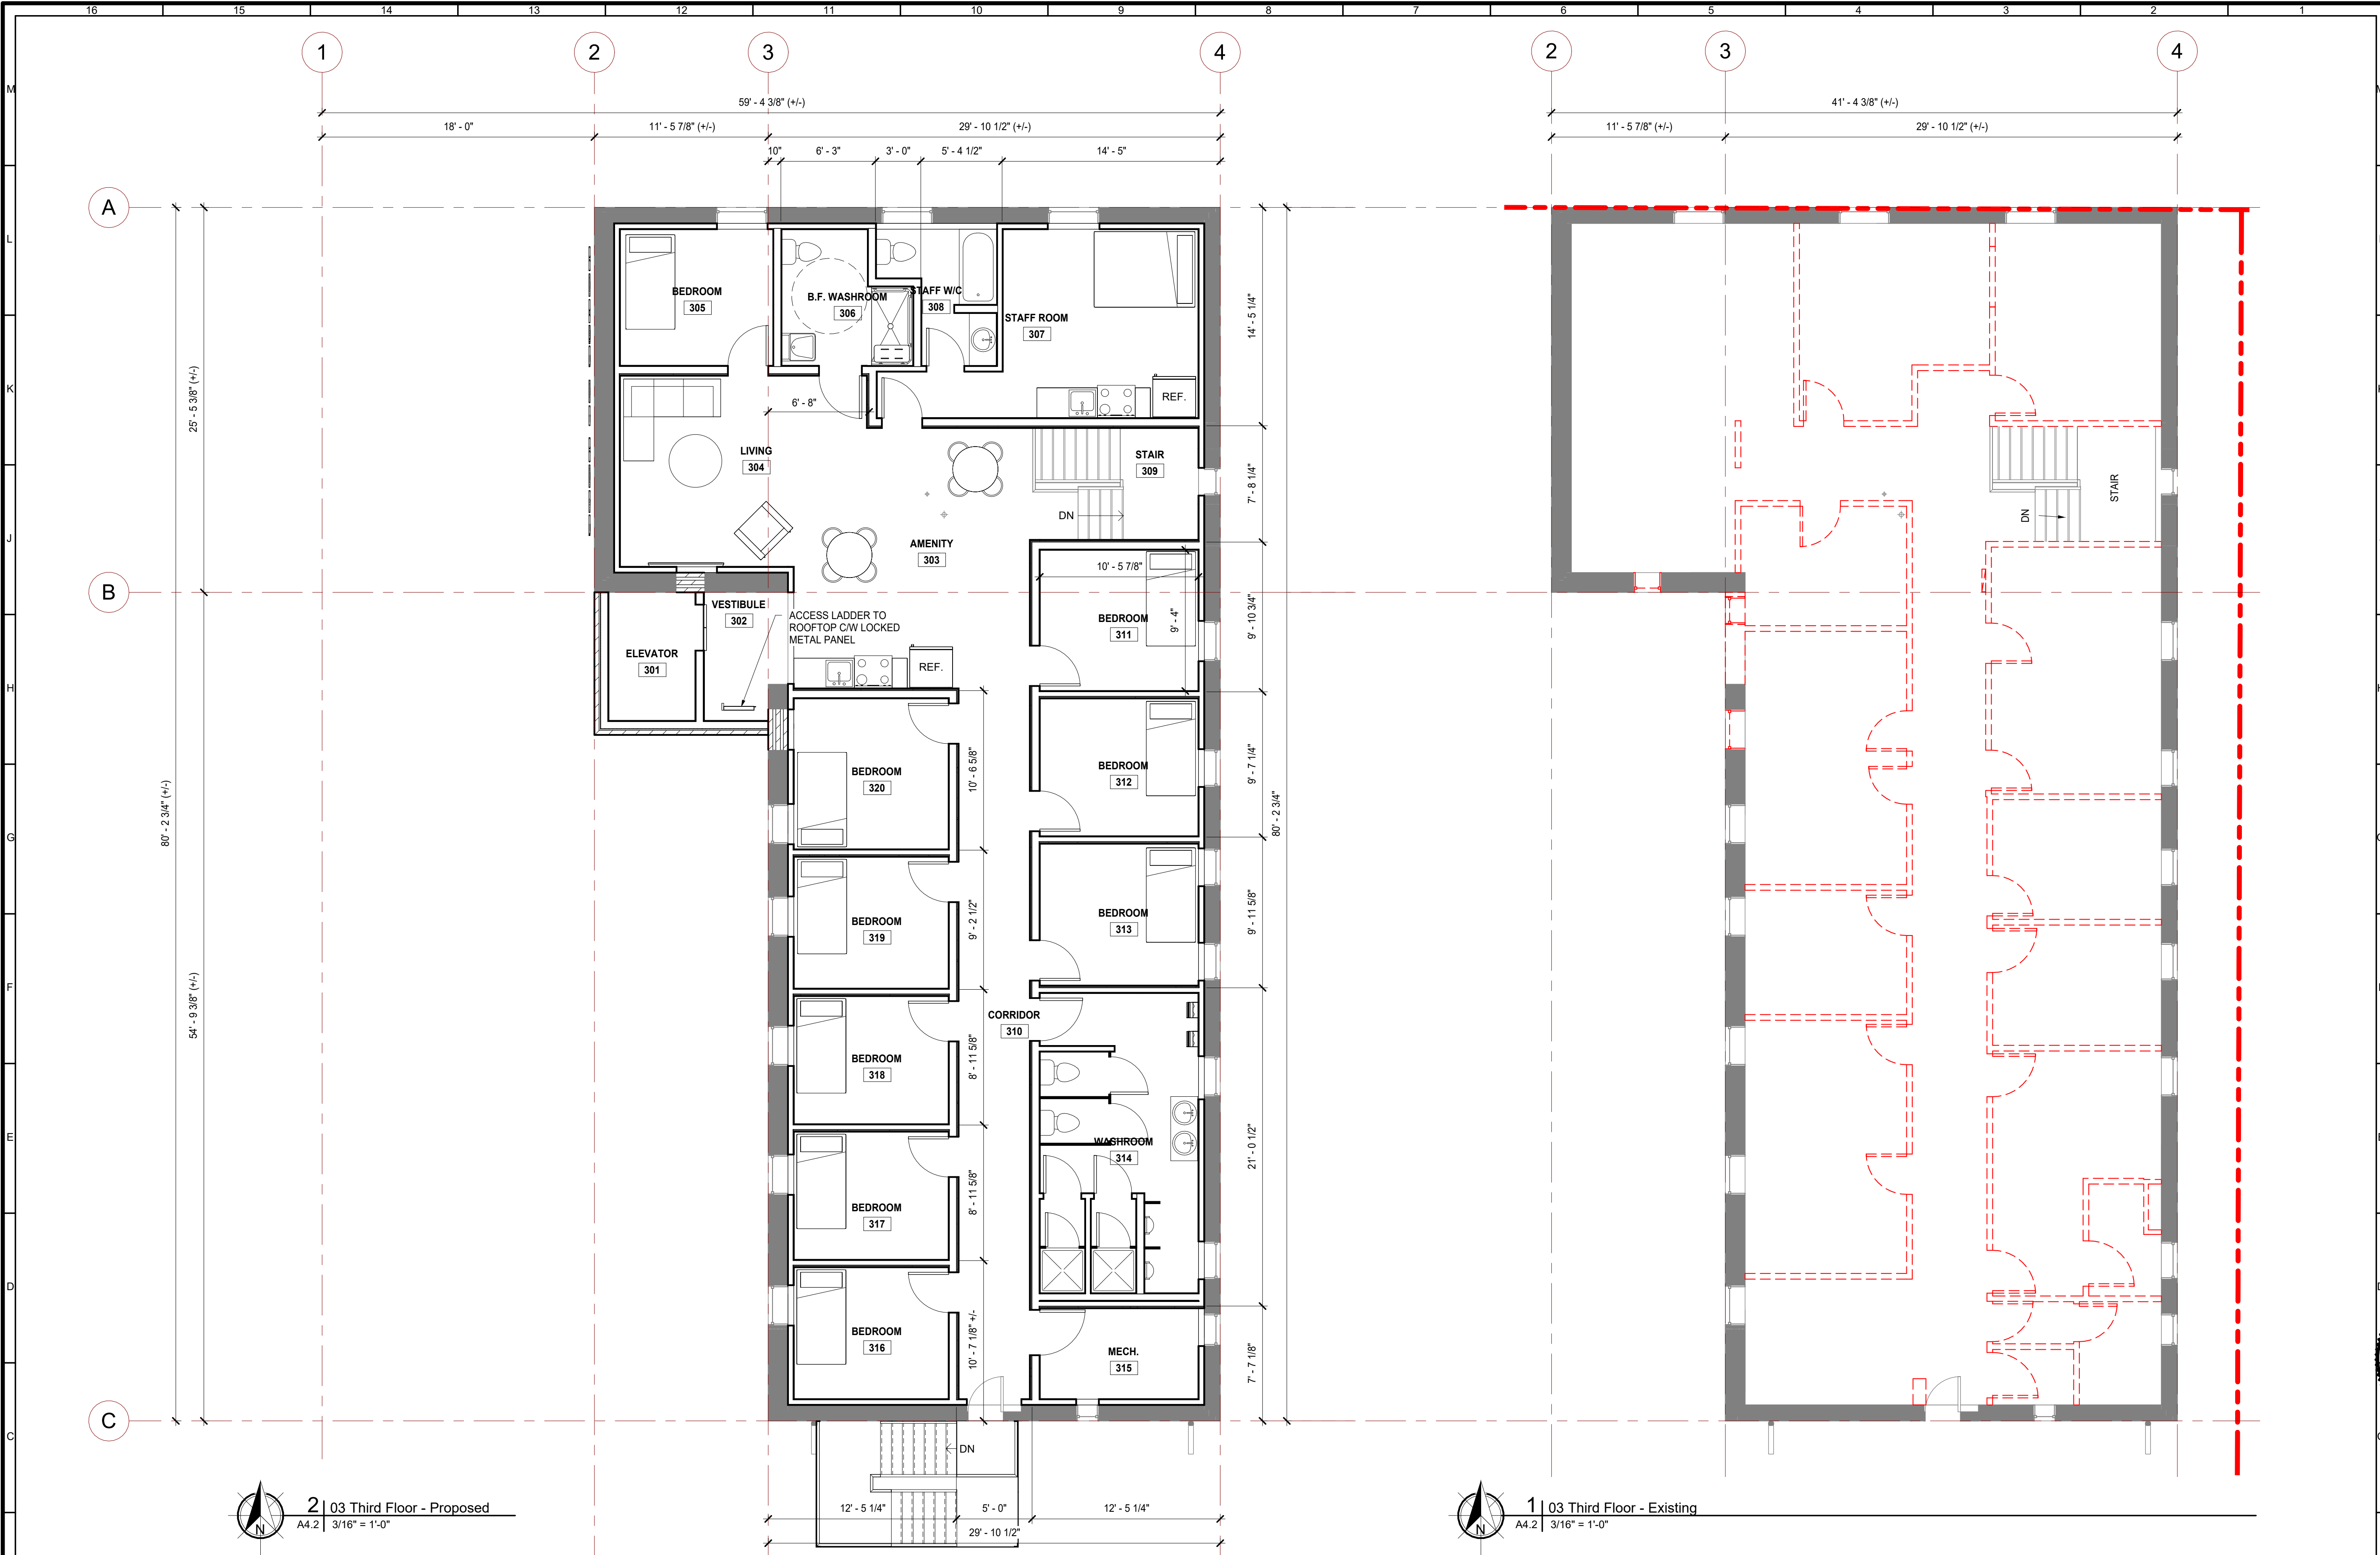 16 15 14 13 12 11 10 9 8 7 6 5 4 3 2 1
M
L
K
J
H
G
F
E
D
C
1 2 3 4
59' - 4 3/8" (+/-)
18' - 0" 11' - 5 7/8" (+/-) 29' - 10 1/2" (+/-)
10" 6' - 3" 3' - 0" 5' - 4 1/2" 14' - 5"
A
B
C
25' - 5 3/8" (+/-)
80' - 2 3/4" (+/-)
54' - 9 3/8" (+/-)
BEDROOM
305
B.F. WASHROOM
306
STAFF W/C
308
STAFF ROOM
307
REF.
6' - 8"
LIVING
304
STAIR
309
DN
AMENITY
303
VESTIBULE
302
ACCESS LADDER TO
ROOFTOP C/W LOCKED
METAL PANEL
ELEVATOR
301
REF.
10' - 5 7/8"
9' - 4"
BEDROOM
311
BEDROOM
312
BEDROOM
313
BEDROOM
320
BEDROOM
319
BEDROOM
318
BEDROOM
317
BEDROOM
316
CORRIDOR
310
WASHROOM
314
MECH.
315
10' - 6 5/8"
9' - 2 1/2"
8' - 11 5/8"
8' - 11 5/8"
10' - 7 1/8" +/-
14' - 5 1/4"
7' - 8 1/4"
9' - 10 3/4"
9' - 7 1/4"
9' - 11 5/8"
21' - 0 1/2"
7' - 7 1/8"
80' - 2 3/4"
DN
12' - 5 1/4" 5' - 0" 12' - 5 1/4"
29' - 10 1/2"
N
2 03 Third Floor - Proposed
A4.2 3/16" = 1'-0"
2 3 4
41' - 4 3/8" (+/-)
11' - 5 7/8" (+/-) 29' - 10 1/2" (+/-)
STAIR
DN
N
1 03 Third Floor - Existing
A4.2 3/16" = 1'-0"